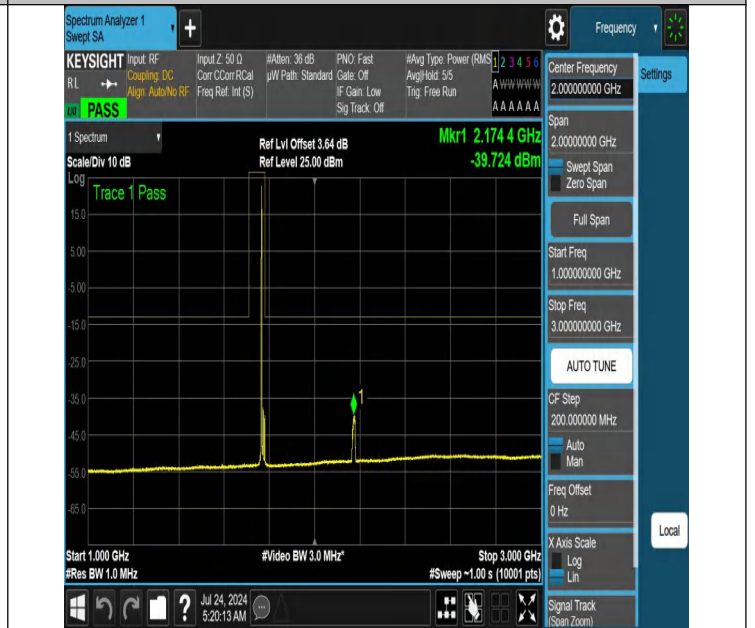 Spectrum Analyzer 1
Swept SA
+
Frequency
KEYSIGHT
RL
PASS
Input: RF
Coupling: DC
Align: Auto/No RF
Input Z: 50 Ω
Corr CCorr RCal
Freq Ref: Int (S)
#Atten: 36 dB
µW Path: Standard
PNO: Fast
Gate: Off
IF Gain: Low
Sig Track: Off
#Avg Type: Power (RMS
Avg|Hold: 5/5
Trig: Free Run
1 2 3 4 5 6
A W W W W W
A A A A A A
Center Frequency
2.000000000 GHz
Settings
Span
2.00000000 GHz
Swept Span
Zero Span
Full Span
Start Freq
1.000000000 GHz
Stop Freq
3.000000000 GHz
AUTO TUNE
CF Step
200.000000 MHz
Auto
Man
Freq Offset
0 Hz
X Axis Scale
Log
Lin
Local
Signal Track
(Span Zoom)
1 Spectrum
Scale/Div 10 dB
Ref Lvl Offset 3.64 dB
Ref Level 25.00 dBm
Mkr1 2.174 4 GHz
-39.724 dBm
Log
Trace 1 Pass
15.0
5.00
-5.00
-15.0
-25.0
-35.0
-45.0
-55.0
-65.0
1
Start 1.000 GHz
#Res BW 1.0 MHz
#Video BW 3.0 MHz*
Stop 3.000 GHz
#Sweep ~1.00 s (10001 pts)
?
Jul 24, 2024
5:20:13 AM